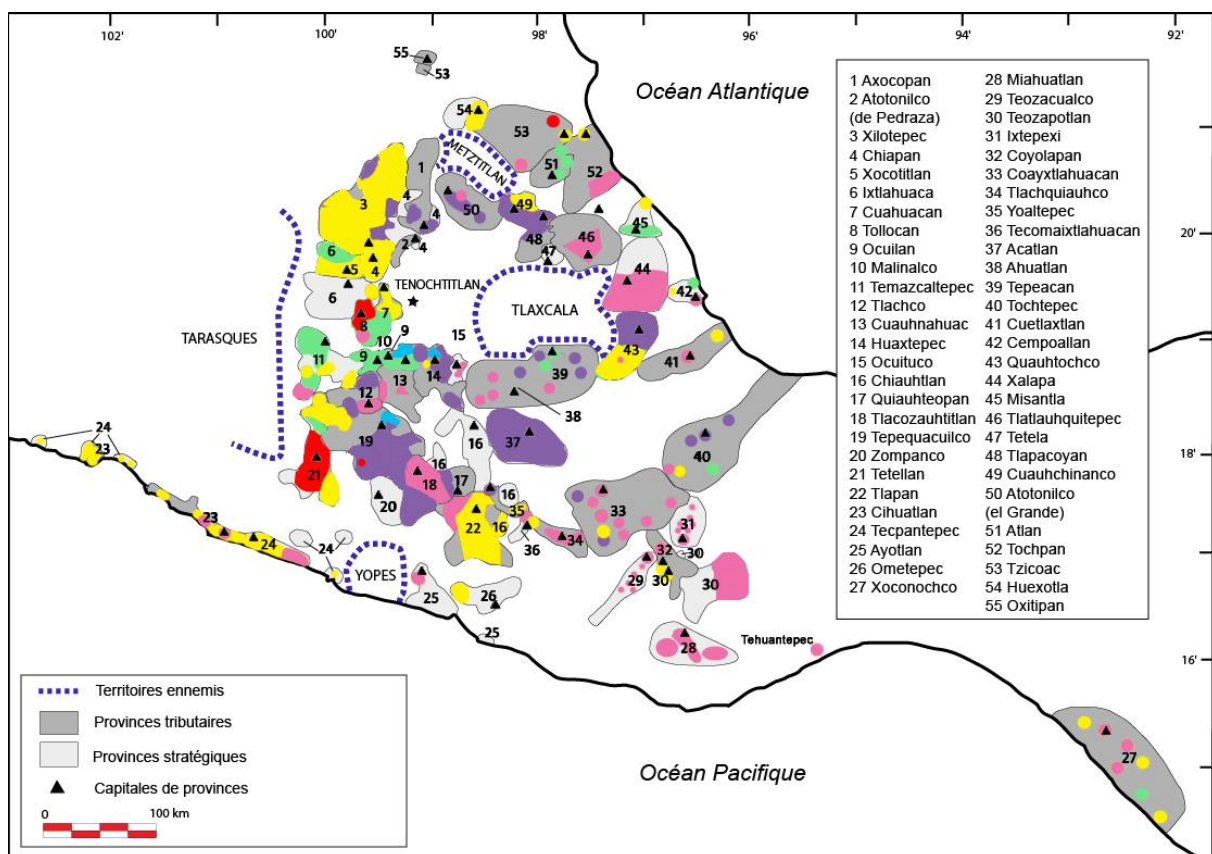 102'
100'
98'
96'
94'
92'
55
53
Océan Atlantique
54
53
METZTITLAN
51
52
1
4
3
50
49
4
48
45
46
2
4
47
20'
6
5
4
44
6
TENOCHTITLAN
42
7
TLAXCALA
8
TARASQUES
10
9
15
43
11
9
41
13
14
39
12
38
24
19
16
37
40
23
18'
21
16
18
17
20
16
33
35
22
16
31
23
34
36
24
24
32
30
YOPES
29
30
30
25
26
25
28
Tehuantepec
16'
27
Océan Pacifique
1 Axocopan
2 Atotonilco
(de Pedraza)
3 Xilotepec
4 Chiapan
5 Xocotitlan
6 Ixtlahuaca
7 Cuahuacan
8 Tollocan
9 Ocuilan
10 Malinalco
11 Temazcaltepec
12 Tlachco
13 Cuauhnahuac
14 Huaxtepec
15 Ocuituco
16 Chiauhtlan
17 Quiauhteopan
18 Tlacozauhtitlan
19 Tepequacuilco
20 Zompanco
21 Tetellan
22 Tlapan
23 Cihuatlan
24 Tecpantepec
25 Ayotlan
26 Ometepec
27 Xoconochco
28 Miahuatlan
29 Teozacualco
30 Teozapotlan
31 Ixtepexi
32 Coyolapan
33 Coayxtlahuacan
34 Tlachquiauhco
35 Yoaltepec
36 Tecomaixtlahuacan
37 Acatlan
38 Ahuatlan
39 Tepeacan
40 Tochtepec
41 Cuetlaxtlan
42 Cempoallan
43 Quauhtochco
44 Xalapa
45 Misantla
46 Tlatlauhquitepec
47 Tetela
48 Tlapacoyan
49 Cuauhchinanco
50 Atotonilco
(el Grande)
51 Atlan
52 Tochpan
53 Tzicoac
54 Huexotla
55 Oxitipan
Territoires ennemis
Provinces tributaires
Provinces stratégiques
Capitales de provinces
0 100 km